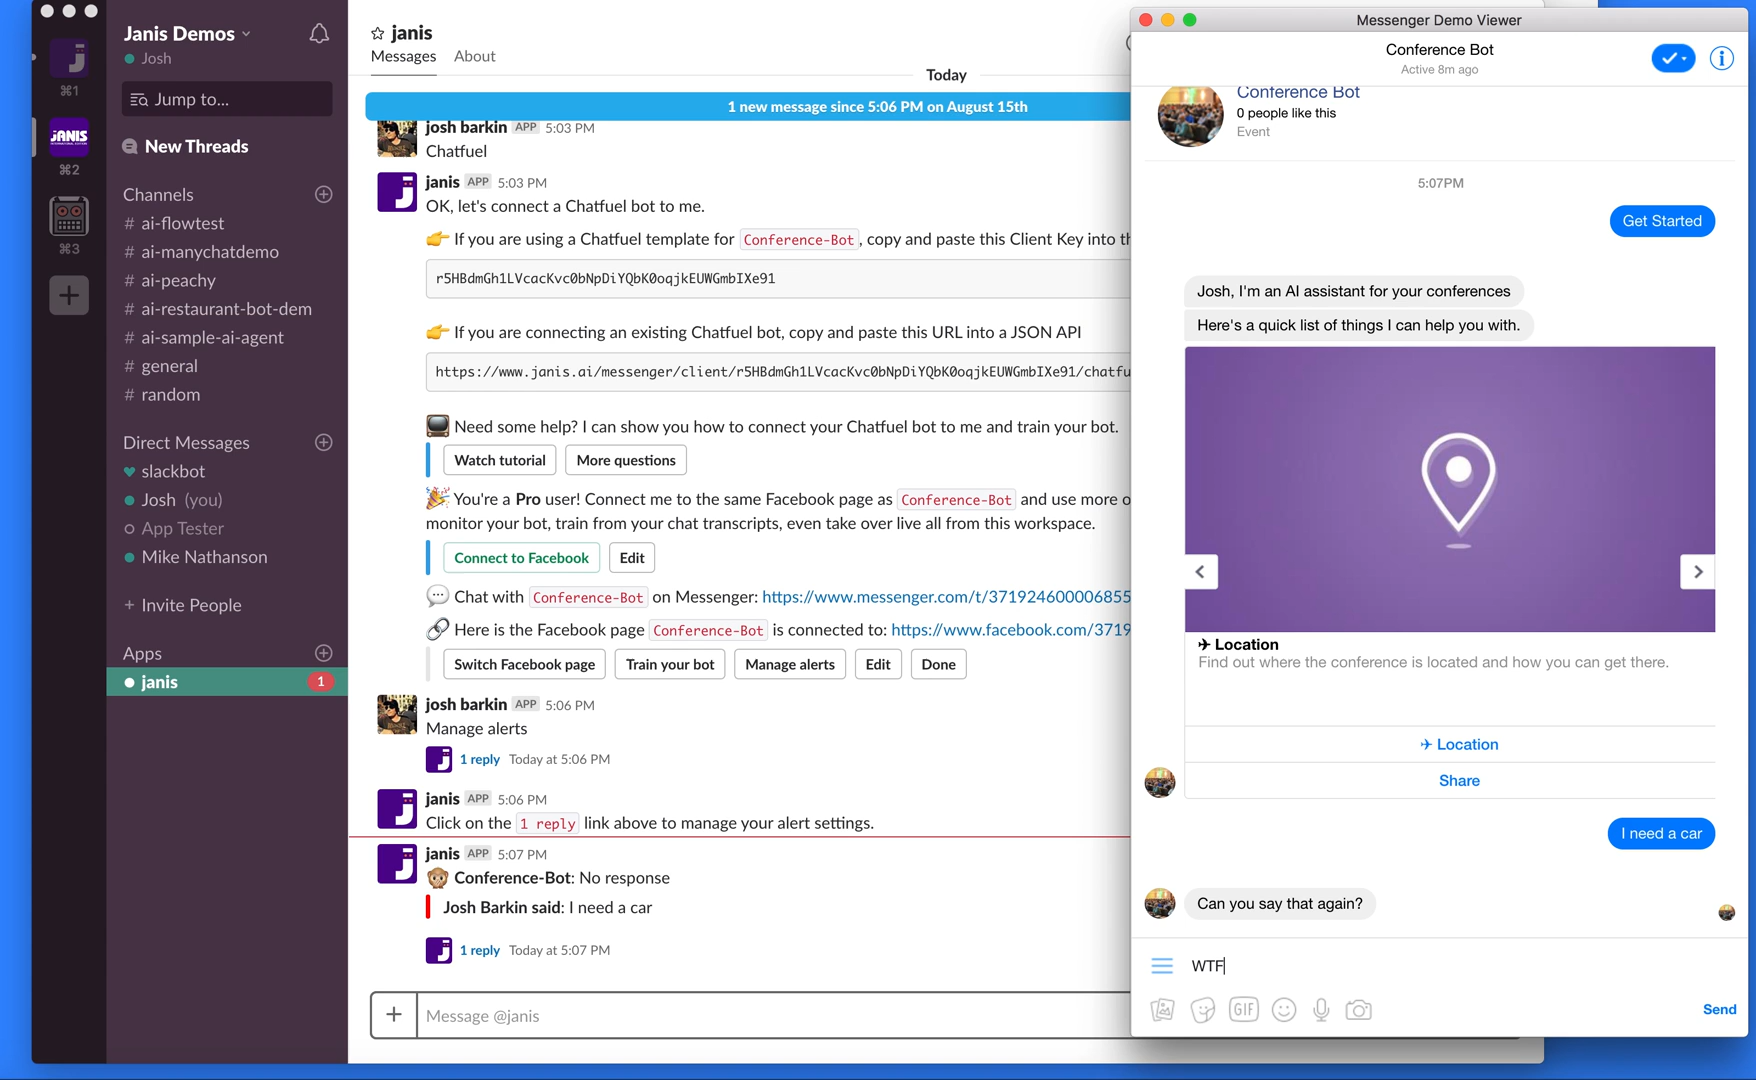 ⌘1
JANIS
⌘2
⌘3
Janis Demos
Josh
Jump to...
New Threads
Channels
# ai-flowtest
# ai-manychatdemo
# ai-peachy
# ai-restaurant-bot-dem
# ai-sample-ai-agent
# general
# random
Direct Messages
slackbot
Josh (you)
App Tester
Mike Nathanson
+ Invite People
Apps
janis 1
janis
Messages About
Today
1 new message since 5:06 PM on August 15th
josh barkin APP 5:03 PM
Chatfuel
janis APP 5:03 PM
OK, let's connect a Chatfuel bot to me.
👉 If you are using a Chatfuel template for Conference-Bot, copy and paste this Client Key into th
r5HBdmGh1LVcacKvc0bNpDiYQbK0oqjkEUWGmbIXe91
👉 If you are connecting an existing Chatfuel bot, copy and paste this URL into a JSON API
https://www.janis.ai/messenger/client/r5HBdmGh1LVcacKvc0bNpDiYQbK0oqjkEUWGmbIXe91/chatfu
Need some help? I can show you how to connect your Chatfuel bot to me and train your bot.
Watch tutorial More questions
🎉 You're a Pro user! Connect me to the same Facebook page as Conference-Bot and use more o
monitor your bot, train from your chat transcripts, even take over live all from this workspace.
Connect to Facebook Edit
💬 Chat with Conference-Bot on Messenger: https://www.messenger.com/t/371924600006855
🔗 Here is the Facebook page Conference-Bot is connected to: https://www.facebook.com/3719
Switch Facebook page Train your bot Manage alerts Edit Done
josh barkin APP 5:06 PM
Manage alerts
1 reply Today at 5:06 PM
janis APP 5:06 PM
Click on the 1 reply link above to manage your alert settings.
janis APP 5:07 PM
🙊 Conference-Bot: No response
Josh Barkin said: I need a car
1 reply Today at 5:07 PM
+ Message @janis
Messenger Demo Viewer
Conference Bot
Active 8m ago
Conference Bot
0 people like this
Event
5:07PM
Get Started
Josh, I'm an AI assistant for your conferences
Here's a quick list of things I can help you with.
✈ Location
Find out where the conference is located and how you can get there.
✈ Location
Share
I need a car
Can you say that again?
WTF
GIF
Send